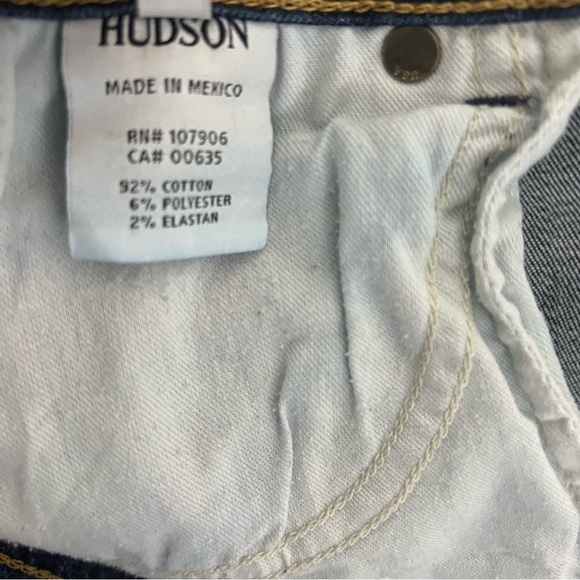 HUDSON
MADE IN MEXICO
RN# 107906
CA# 00635
92% COTTON
6% POLYESTER
2% ELASTAN